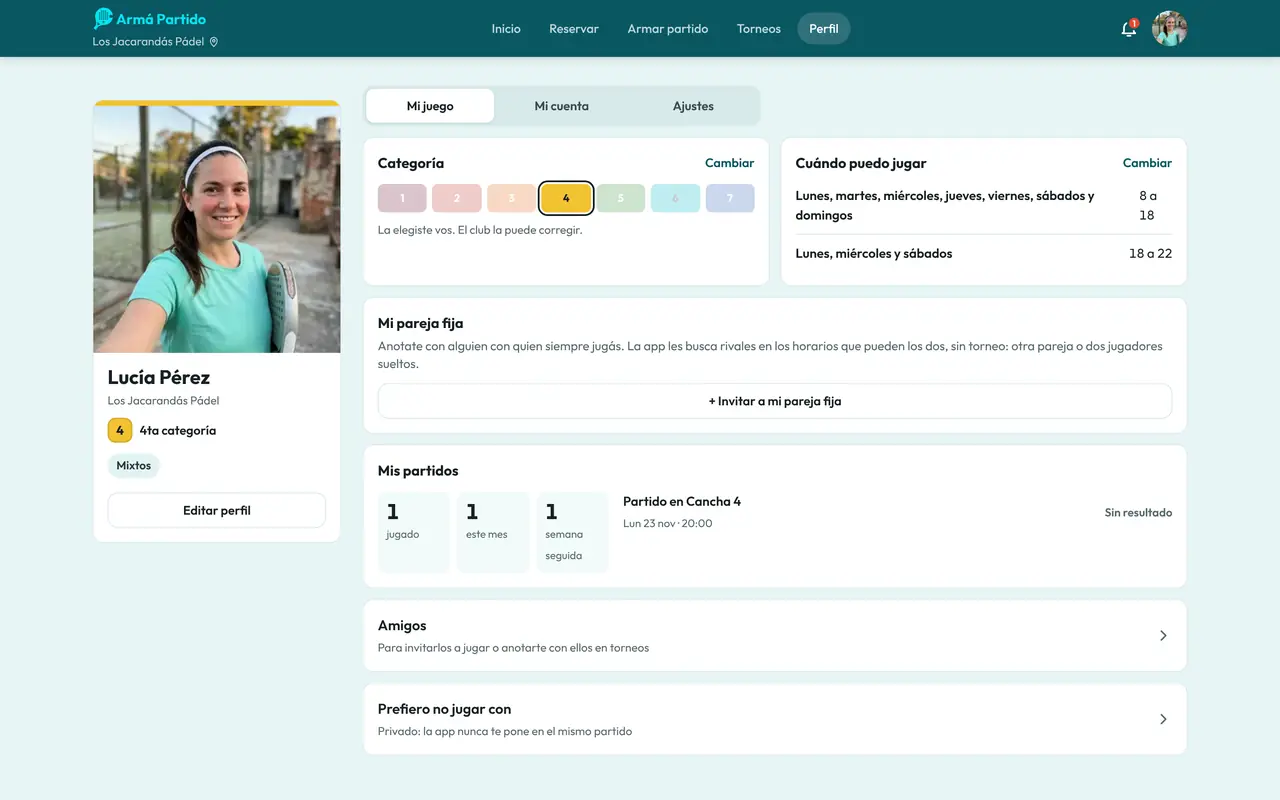 Armá Partido
Los Jacarandás Pádel
Inicio
Reservar
Armar partido
Torneos
Perfil
1
Lucía Pérez
Los Jacarandás Pádel
4 4ta categoría
Mixtos
Editar perfil
Mi juego
Mi cuenta
Ajustes
Categoría
Cambiar
1 2 3 4 5 6 7
La elegiste vos. El club la puede corregir.
Cuándo puedo jugar
Cambiar
Lunes, martes, miércoles, jueves, viernes, sábados y
domingos
8 a
18
Lunes, miércoles y sábados
18 a 22
Mi pareja fija
Anotate con alguien con quien siempre jugás. La app les busca rivales en los horarios que pueden los dos, sin torneo: otra pareja o dos jugadores
sueltos.
+ Invitar a mi pareja fija
Mis partidos
1
jugado
1
este mes
1
semana
seguida
Partido en Cancha 4
Lun 23 nov · 20:00
Sin resultado
Amigos
Para invitarlos a jugar o anotarte con ellos en torneos
Prefiero no jugar con
Privado: la app nunca te pone en el mismo partido